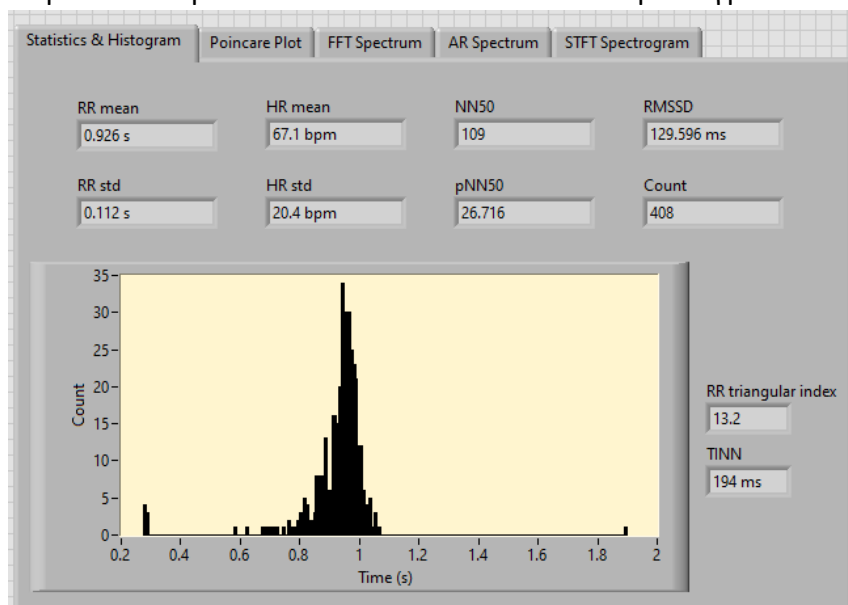 Statistics & Histogram Poincare Plot FFT Spectrum AR Spectrum STFT Spectrogram
RR mean HR mean NN50 RMSSD
0.926 s 67.1 bpm 109 129.596 ms
RR std HR std pNN50 Count
0.112 s 20.4 bpm 26.716 408
35
30
25
20
15
10
5
0
Count
0.2 0.4 0.6 0.8 1 1.2 1.4 1.6 1.8 2
Time (s)
RR triangular index
13.2
TINN
194 ms